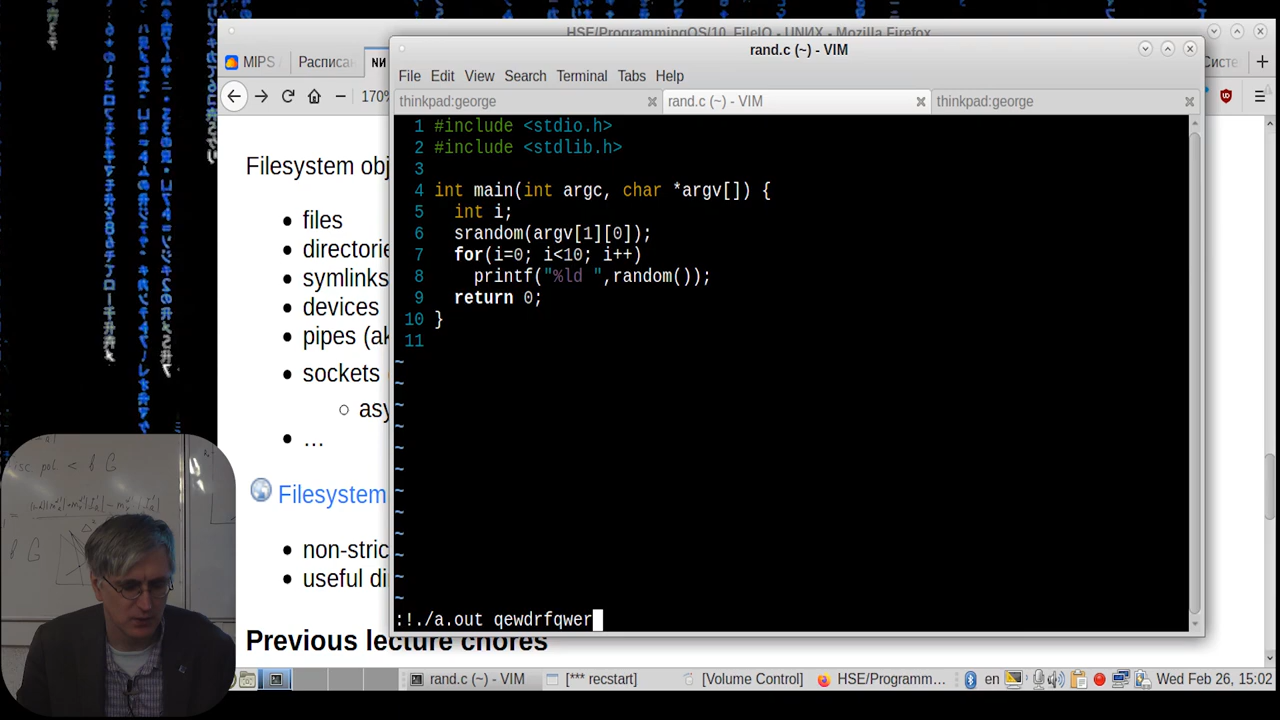 HSE/ProgrammingOS/10_FileIO - UNИX - Mozilla Firefox
rand.c (~) - VIM
MIPS
Расписан
File Edit View Search Terminal Tabs Help
170%
thinkpad:george
rand.c (~) - VIM
thinkpad:george
Filesystem obj
files
directorie
symlinks
devices
pipes (ak
sockets
asy
...
Filesystem
non-stric
useful di
Previous lecture chores
1 #include <stdio.h>
2 #include <stdlib.h>
3
4 int main(int argc, char *argv[]) {
5 int i;
6 srandom(argv[1][0]);
7 for(i=0; i<10; i++)
8 printf("%ld ",random());
9 return 0;
10 }
11
~
~
~
~
~
~
~
~
~
~
~
~
:!./a.out qewdrfqwer
rand.c (~) - VIM
[*** recstart]
[Volume Control]
HSE/Programm...
en
Wed Feb 26, 15:02